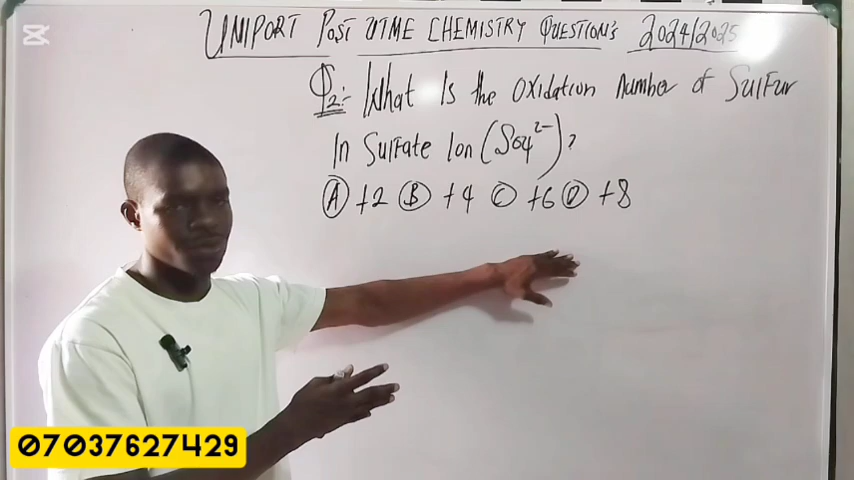 UNIPORT POST UTME CHEMISTRY QUESTIONS 2024/2025
Q2:- What Is the Oxidation Number of Sulfur
In Sulfate Ion (SO4²⁻)?
(A) +2 (B) +4 (C) +6 (D) +8
07037627429